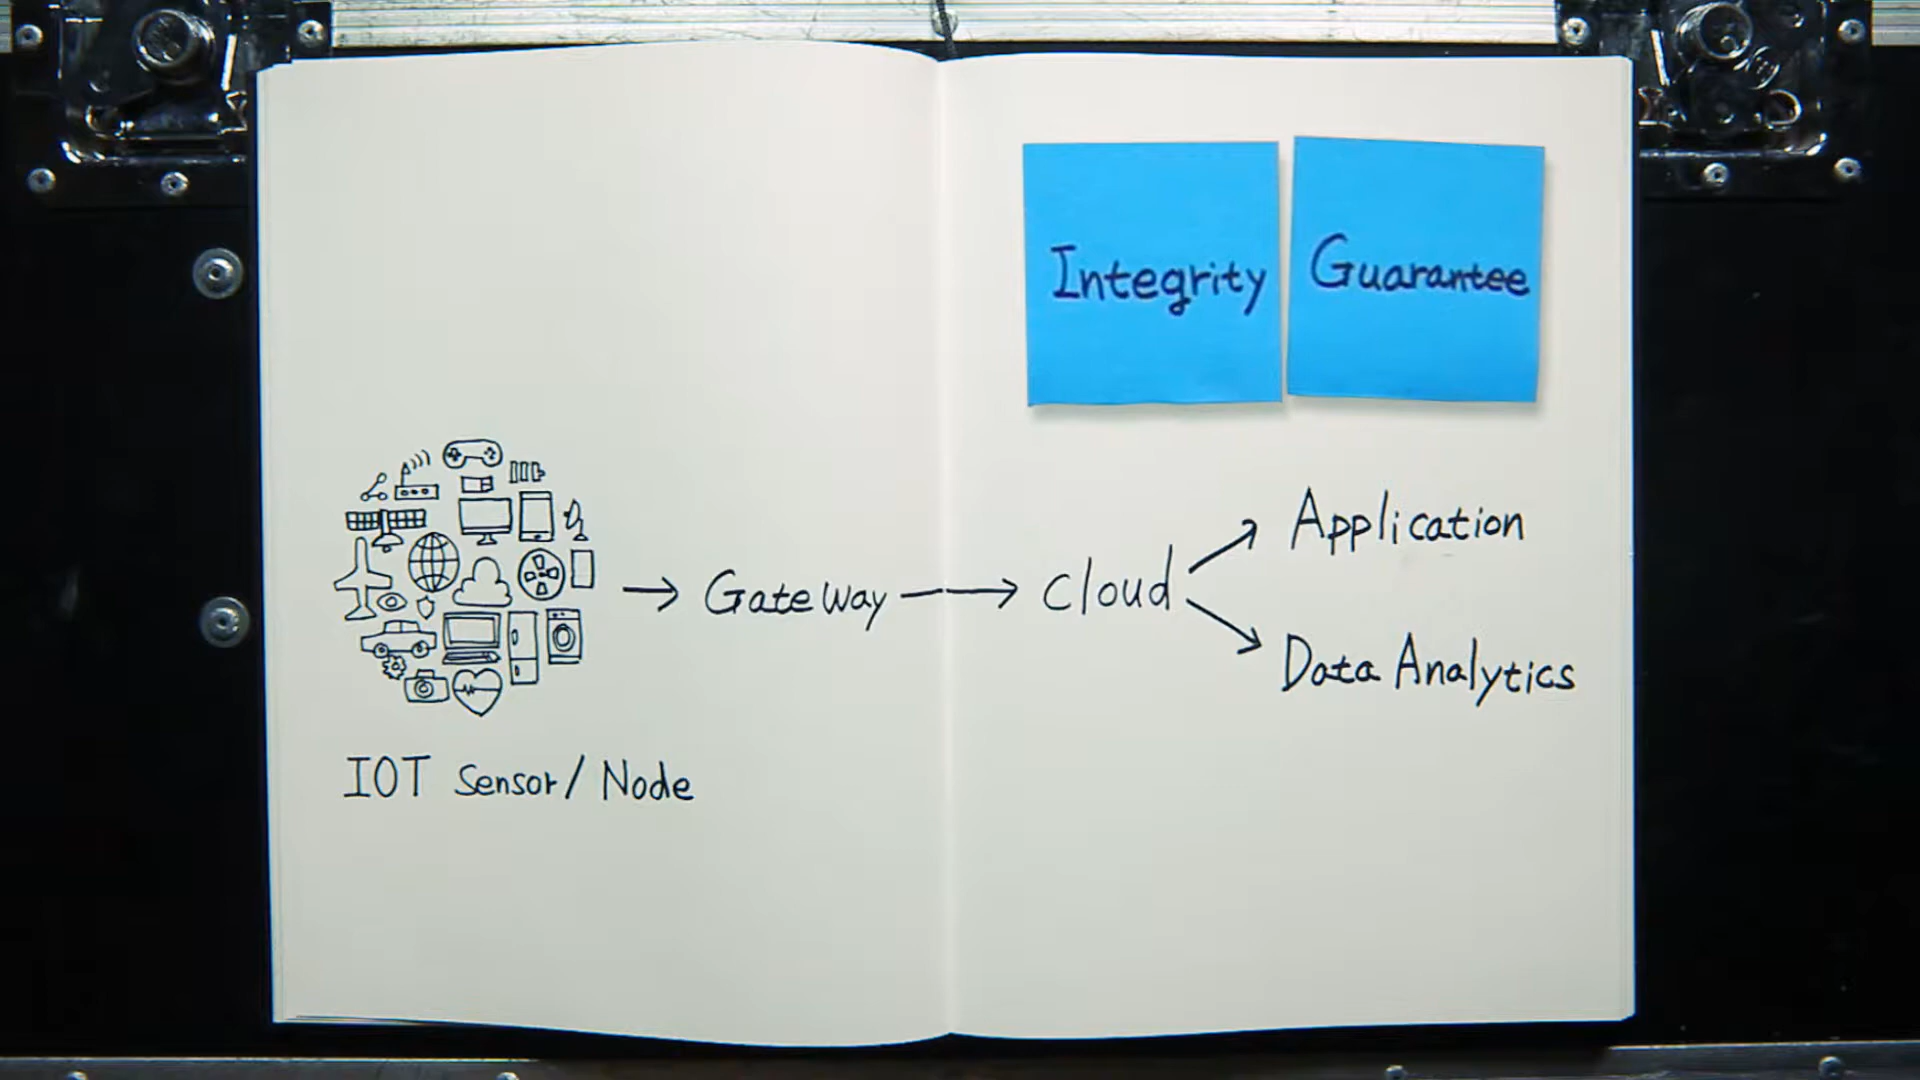 Integrity Guarantee
Application
Gateway cloud
Data Analytics
IOT Sensor/Node